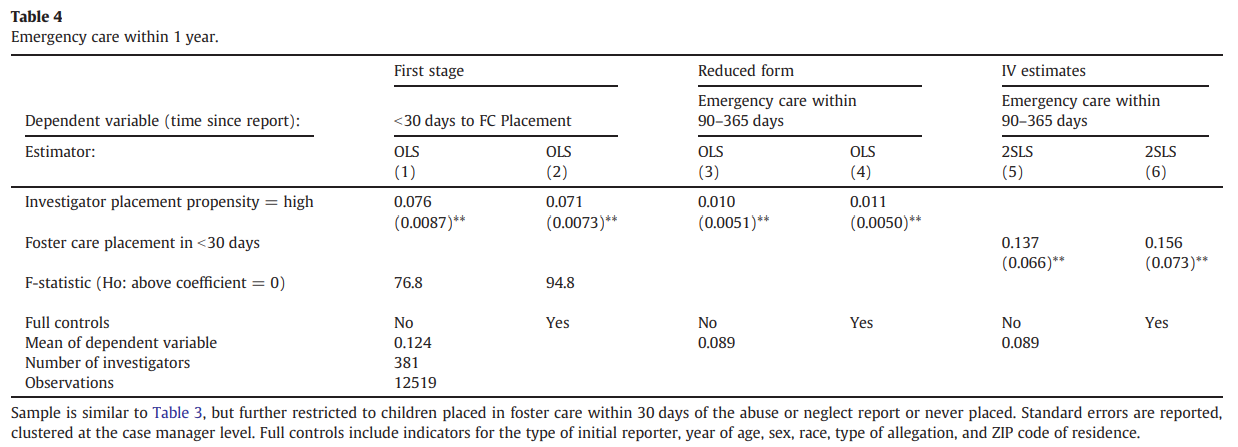 Table 4
Emergency care within 1 year.
First stage Reduced form IV estimates
Emergency care within Emergency care within
Dependent variable (time since report): <30 days to FC Placement 90–365 days 90–365 days
Estimator: OLS OLS OLS OLS 2SLS 2SLS
(1) (2) (3) (4) (5) (6)
Investigator placement propensity = high 0.076 0.071 0.010 0.011
(0.0087)** (0.0073)** (0.0051)** (0.0050)**
Foster care placement in <30 days 0.137 0.156
(0.066)** (0.073)**
F-statistic (Ho: above coefficient = 0) 76.8 94.8
Full controls No Yes No Yes No Yes
Mean of dependent variable 0.124 0.089 0.089
Number of investigators 381
Observations 12519
Sample is similar to Table 3, but further restricted to children placed in foster care within 30 days of the abuse or neglect report or never placed. Standard errors are reported,
clustered at the case manager level. Full controls include indicators for the type of initial reporter, year of age, sex, race, type of allegation, and ZIP code of residence.